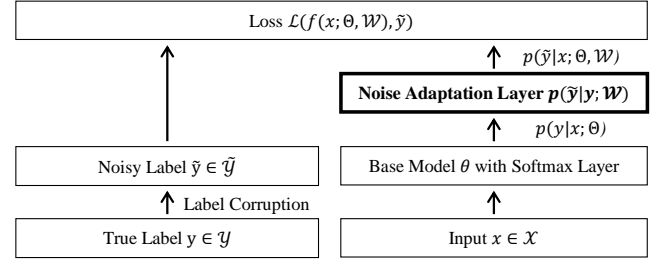 Loss ℒ(f(x; Θ, 𝒲), ỹ)
p(ỹ|x; Θ, 𝒲)
Noise Adaptation Layer p(ỹ|y; 𝒲)
p(y|x; Θ)
Noisy Label ỹ ∈ 𝒴̃
Base Model θ with Softmax Layer
Label Corruption
True Label y ∈ 𝒴
Input x ∈ 𝒳